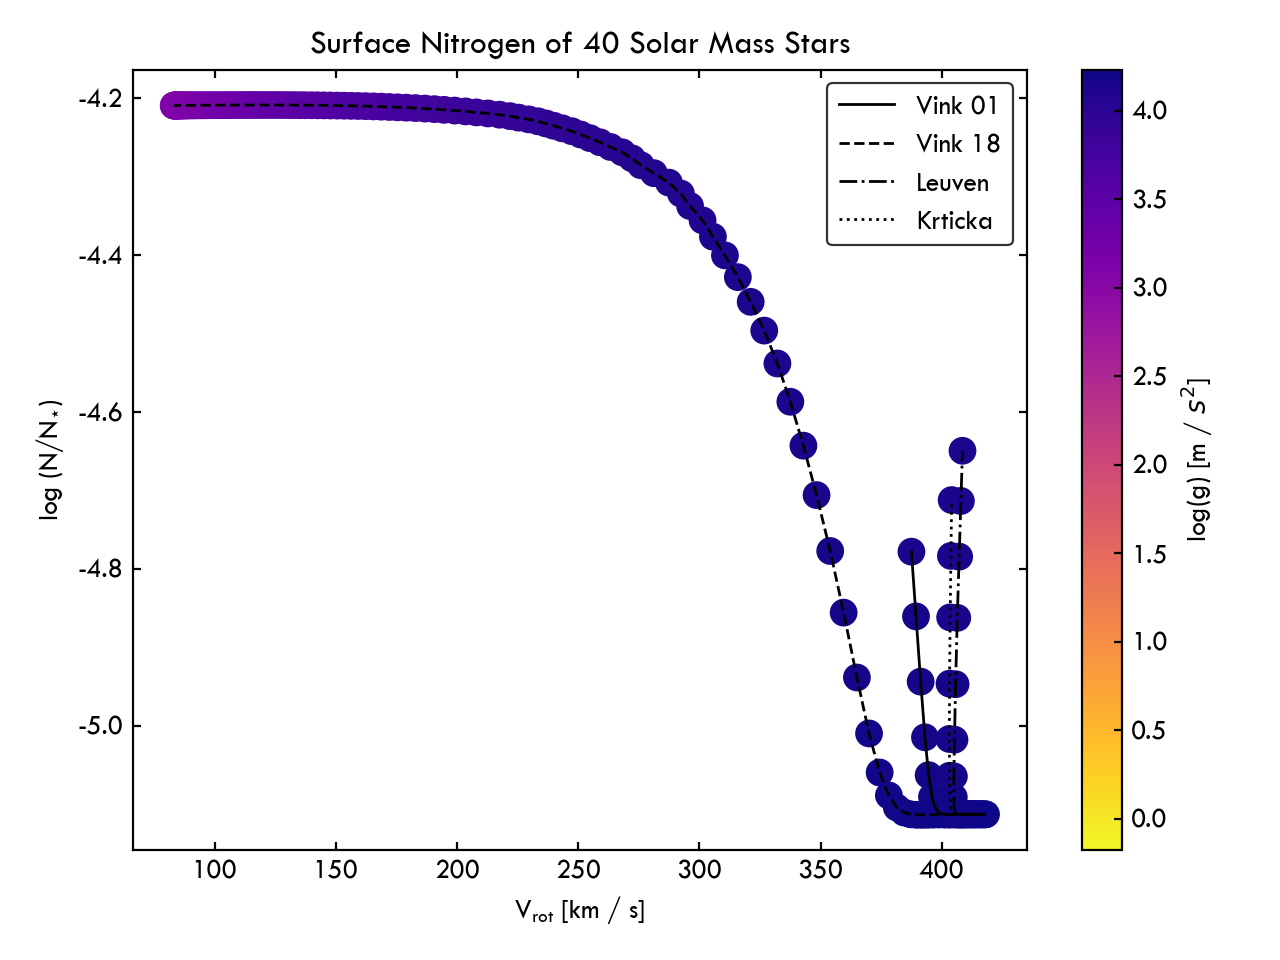 Surface Nitrogen of 40 Solar Mass Stars
Vink 01
Vink 18
Leuven
Krticka
-4.2
-4.4
-4.6
-4.8
-5.0
log (N/N⋆)
100
150
200
250
300
350
400
V_rot [km / s]
4.0
3.5
3.0
2.5
2.0
1.5
1.0
0.5
0.0
log(g) [m / s²]